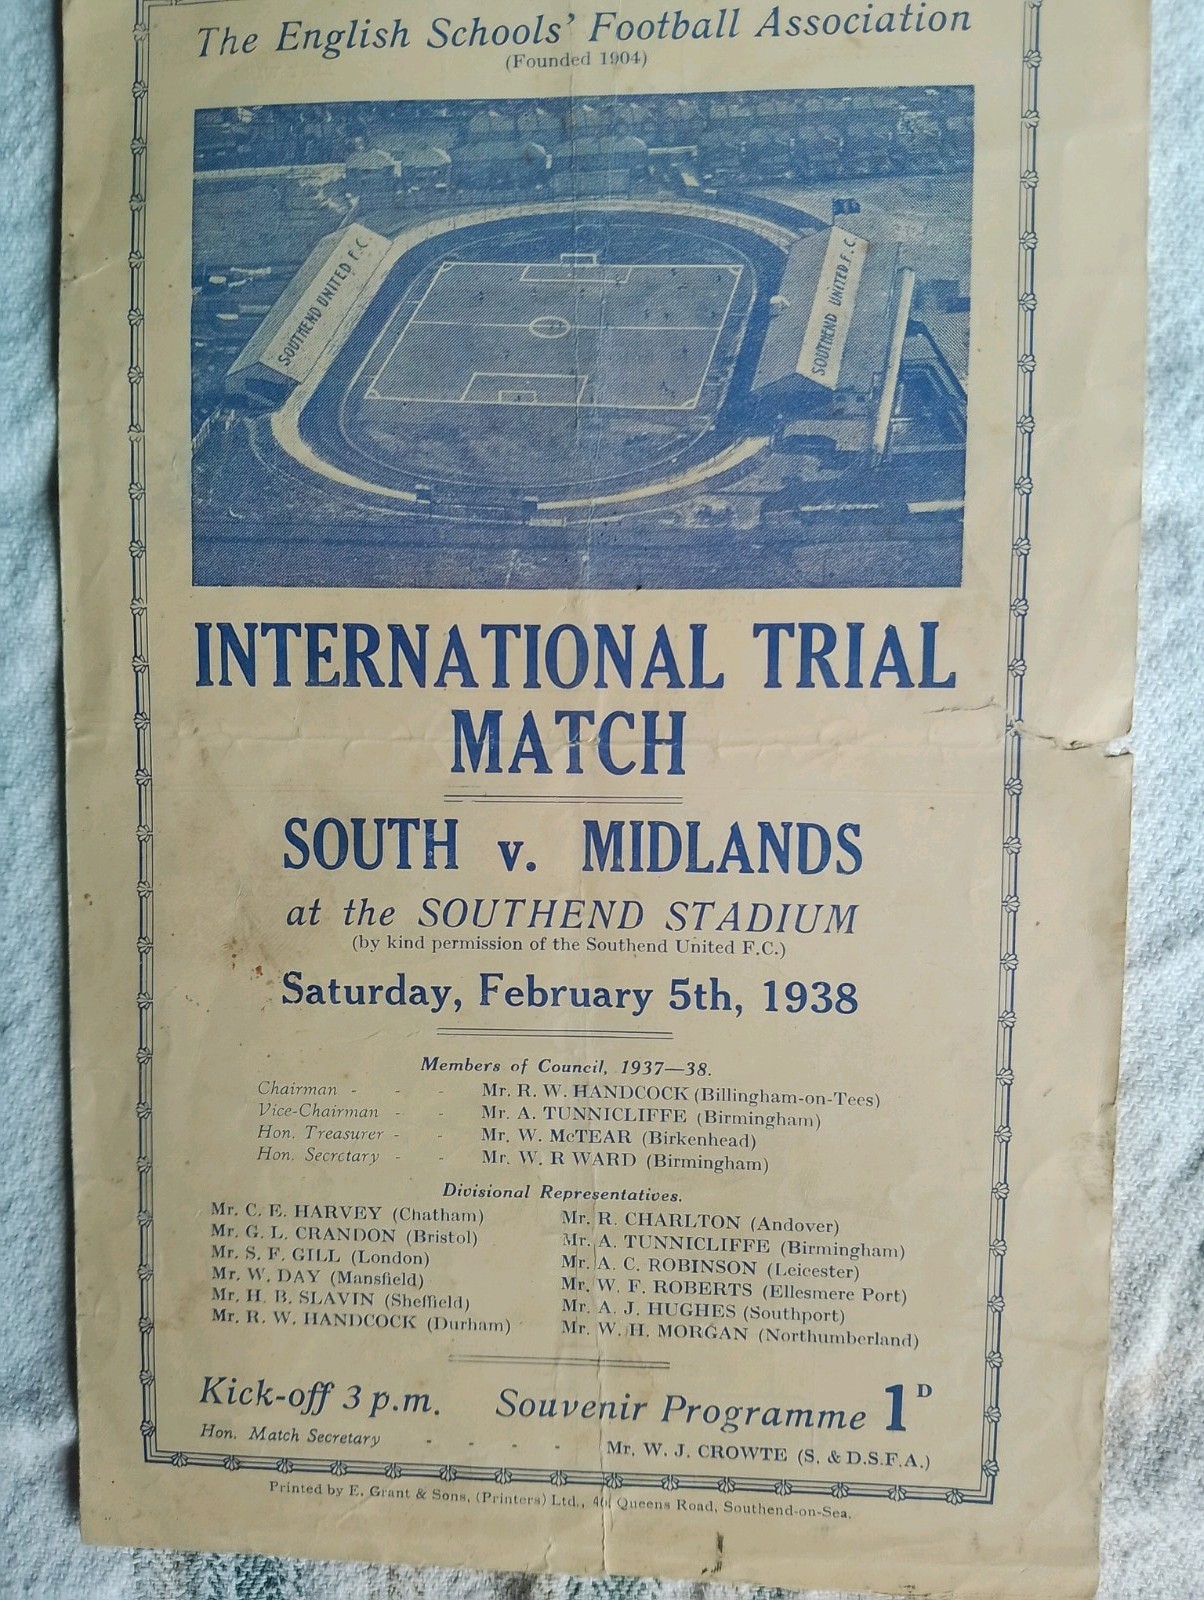 The English Schools' Football Association
(Founded 1904)
SOUTHEND UNITED F.C
SOUTHEND UNITED F.C.
INTERNATIONAL TRIAL
MATCH
SOUTH v. MIDLANDS
at the SOUTHEND STADIUM
(by kind permission of the Southend United F.C.)
Saturday, February 5th, 1938
Members of Council, 1937—38.
Chairman - - - Mr. R. W. HANDCOCK (Billingham-on-Tees)
Vice-Chairman - - Mr. A. TUNNICLIFFE (Birmingham)
Hon. Treasurer - - Mr. W. McTEAR (Birkenhead)
Hon. Secretary - - Mr. W. R WARD (Birmingham)
Divisional Representatives.
Mr. C. E. HARVEY (Chatham)
Mr. G. L. CRANDON (Bristol)
Mr. S. F. GILL (London)
Mr. W. DAY (Mansfield)
Mr. H. B. SLAVIN (Sheffield)
Mr. R. W. HANDCOCK (Durham)
Mr. R. CHARLTON (Andover)
Mr. A. TUNNICLIFFE (Birmingham)
Mr. A. C. ROBINSON (Leicester)
Mr. W. F. ROBERTS (Ellesmere Port)
Mr. A. J. HUGHES (Southport)
Mr. W. H. MORGAN (Northumberland)
Kick-off 3 p.m. Souvenir Programme 1D
Hon. Match Secretary - - - - Mr. W. J. CROWTE (S. & D.S.F.A.)
Printed by E. Grant & Sons, (Printers) Ltd., Queens Road, Southend-on-Sea.